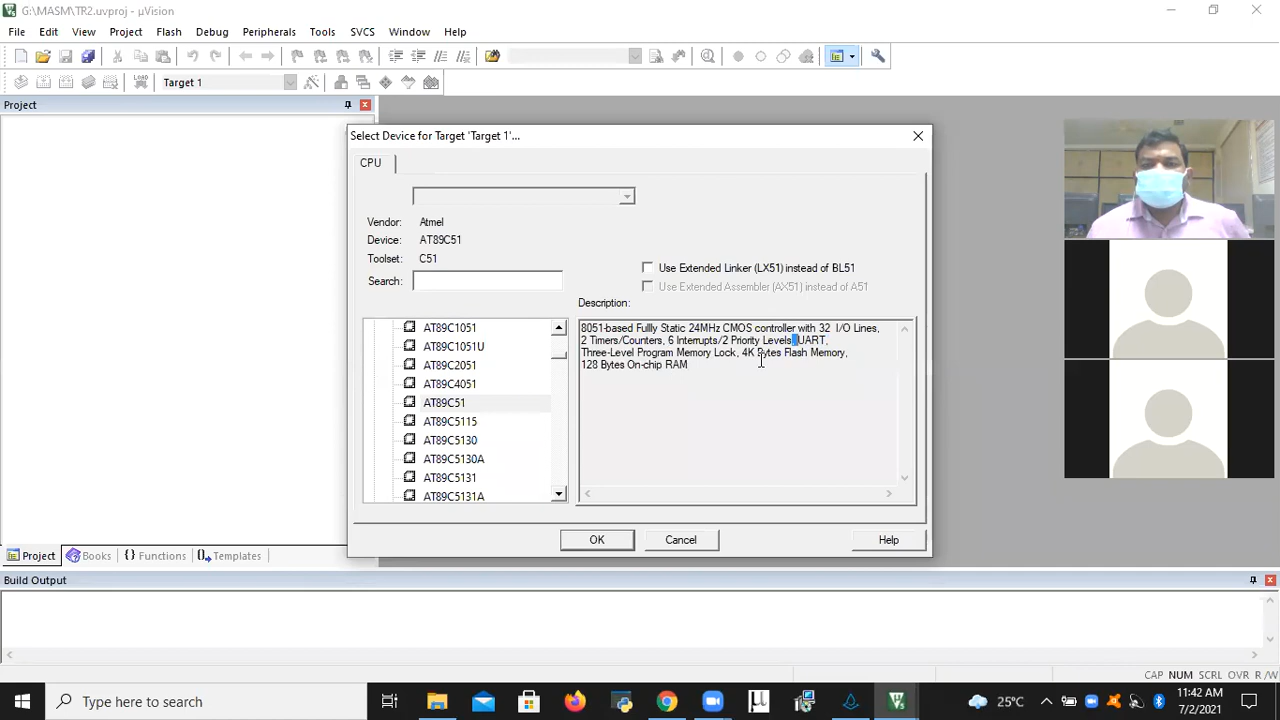 G:\MASM\TR2.uvproj - µVision
File Edit View Project Flash Debug Peripherals Tools SVCS Window Help
Target 1
Project
Select Device for Target 'Target 1'...
CPU
Vendor: Atmel
Device: AT89C51
Toolset: C51
Search:
Use Extended Linker (LX51) instead of BL51
Use Extended Assembler (AX51) instead of A51
Description:
AT89C1051
AT89C1051U
AT89C2051
AT89C4051
AT89C51
AT89C5115
AT89C5130
AT89C5130A
AT89C5131
AT89C5131A
8051-based Fullly Static 24MHz CMOS controller with 32 I/O Lines,
2 Timers/Counters, 6 Interrupts/2 Priority Levels, UART,
Three-Level Program Memory Lock, 4K Bytes Flash Memory,
128 Bytes On-chip RAM
OK Cancel Help
Project Books {} Functions Templates
Build Output
CAP NUM SCRL OVR R/W
Type here to search
25°C
11:42 AM
7/2/2021